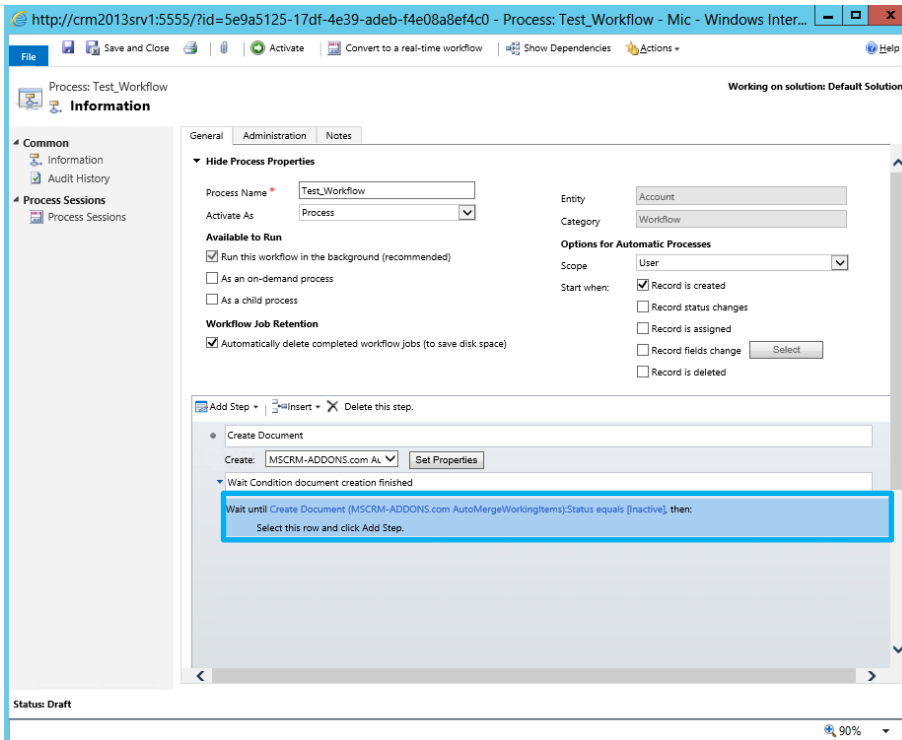 http://crm2013srv1:5555/?id=5e9a5125-17df-4e39-adeb-f4e08a8ef4c0 - Process: Test_Workflow - Mic - Windows Inter...
File
Save and Close
Activate
Convert to a real-time workflow
Show Dependencies
Actions
Help
Process: Test_Workflow
Information
Working on solution: Default Solution
Common
Information
Audit History
Process Sessions
Process Sessions
General Administration Notes
Hide Process Properties
Process Name * Test_Workflow
Activate As Process
Available to Run
Run this workflow in the background (recommended)
As an on-demand process
As a child process
Workflow Job Retention
Automatically delete completed workflow jobs (to save disk space)
Entity Account
Category Workflow
Options for Automatic Processes
Scope User
Start when: Record is created
Record status changes
Record is assigned
Record fields change Select
Record is deleted
Add Step Insert Delete this step.
Create Document
Create: MSCRM-ADDONS.com Au Set Properties
Wait Condition document creation finished
Wait until Create Document (MSCRM-ADDONS.com AutoMergeWorkingItems):Status equals [Inactive], then:
Select this row and click Add Step.
Status: Draft
90%